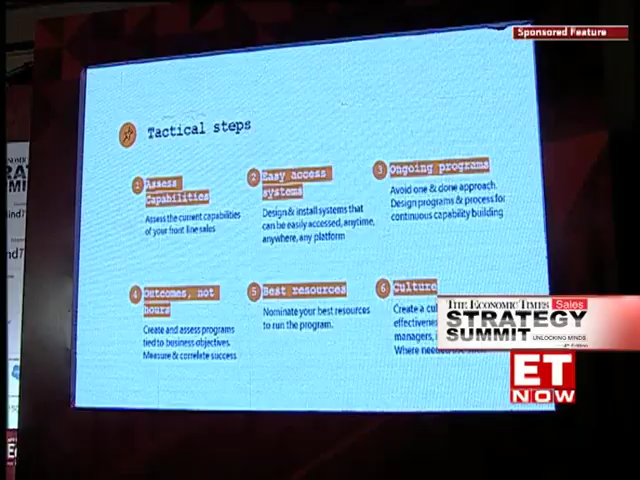 Sponsored Feature
Tactical steps
1 Assess
Capabilities
Assess the current capabilities
of your front line sales
2 Easy access
systems
Design & install systems that
can be easily accessed, anytime,
anywhere, any platform
3 Ongoing programs
Avoid one & done approach.
Design programs & process for
continuous capability building
4 Outcomes, not
hours
Create and assess programs
tied to business objectives.
Measure & correlate success
5 Best resources
Nominate your best resources
to run the program.
6 Culture
Create a
managers,
Where
THE ECONOMIC TIMES Sales
STRATEGY
SUMMIT UNLOCKING MINDS
ET
NOW